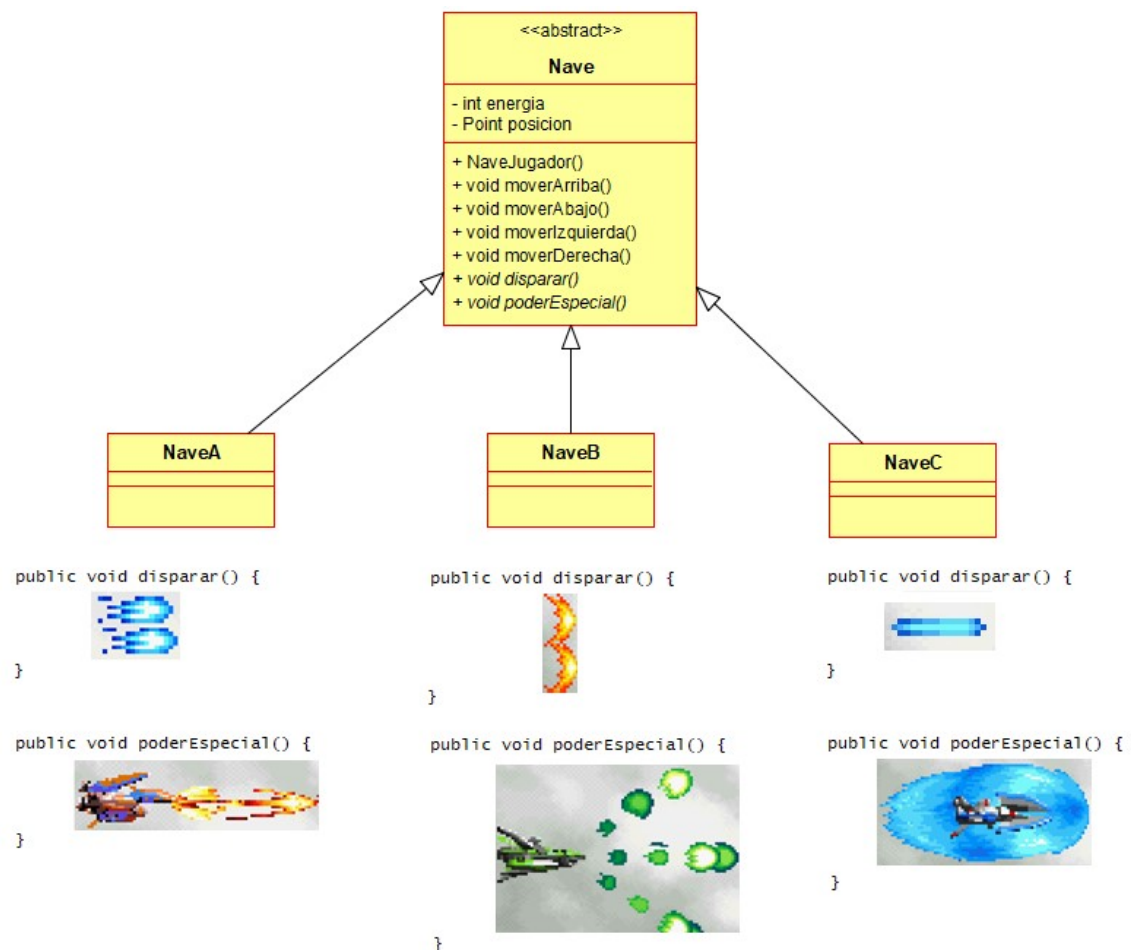 <<abstract>>
Nave
- int energia
- Point posicion
+ NaveJugador()
+ void moverArriba()
+ void moverAbajo()
+ void moverIzquierda()
+ void moverDerecha()
+ void disparar()
+ void poderEspecial()
NaveA
NaveB
NaveC
public void disparar() {
}
public void poderEspecial() {
}
public void disparar() {
}
public void poderEspecial() {
}
public void disparar() {
}
public void poderEspecial() {
}